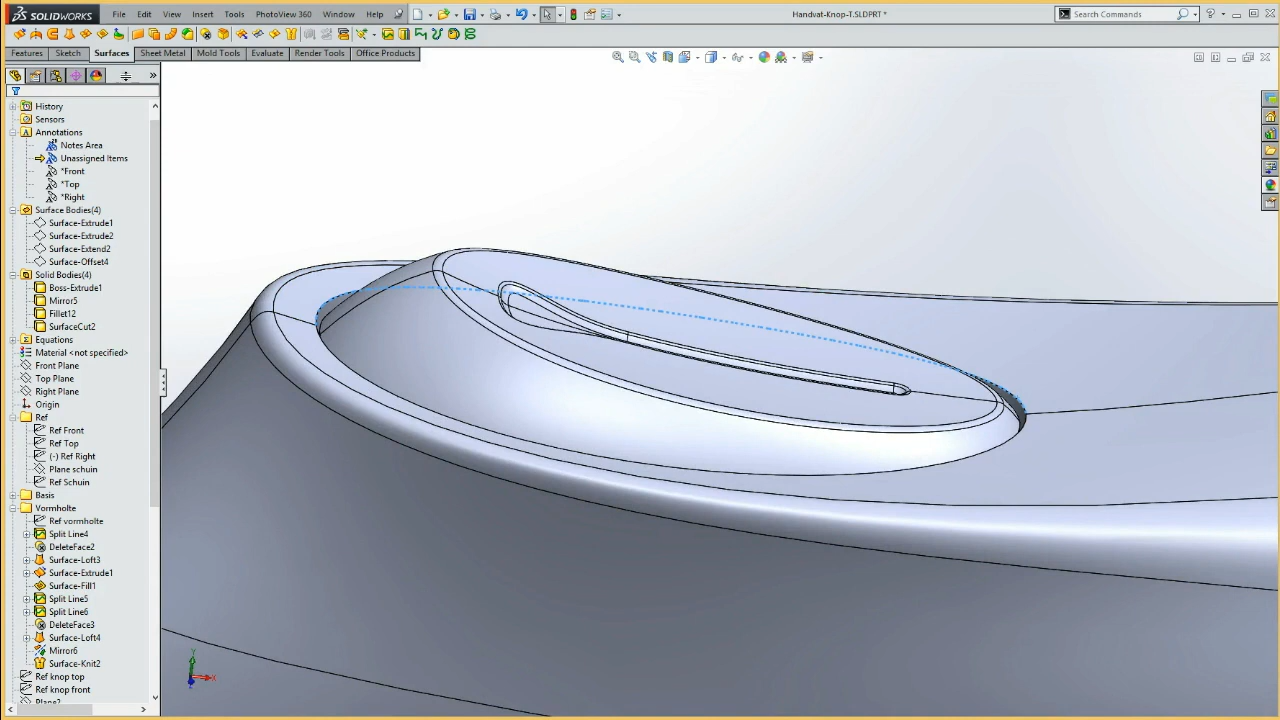 SOLIDWORKS File Edit View Insert Tools PhotoView 360 Window Help Handvat-Knop-T.SLDPRT * Search Commands
Features Sketch Surfaces Sheet Metal Mold Tools Evaluate Render Tools Office Products
History
Sensors
Annotations
Notes Area
Unassigned Items
*Front
*Top
*Right
Surface Bodies(4)
Surface-Extrude1
Surface-Extrude2
Surface-Extend2
Surface-Offset4
Solid Bodies(4)
Boss-Extrude1
Mirror5
Fillet12
SurfaceCut2
Equations
Material <not specified>
Front Plane
Top Plane
Right Plane
Origin
Ref
Ref Front
Ref Top
(-) Ref Right
Plane schuin
Ref Schuin
Basis
Vormholte
Ref vormholte
Split Line4
DeleteFace2
Surface-Loft3
Surface-Extrude1
Surface-Fill1
Split Line5
Split Line6
DeleteFace3
Surface-Loft4
Mirror6
Surface-Knit2
Ref knop top
Ref knop front
Plane2
Y
X
Z